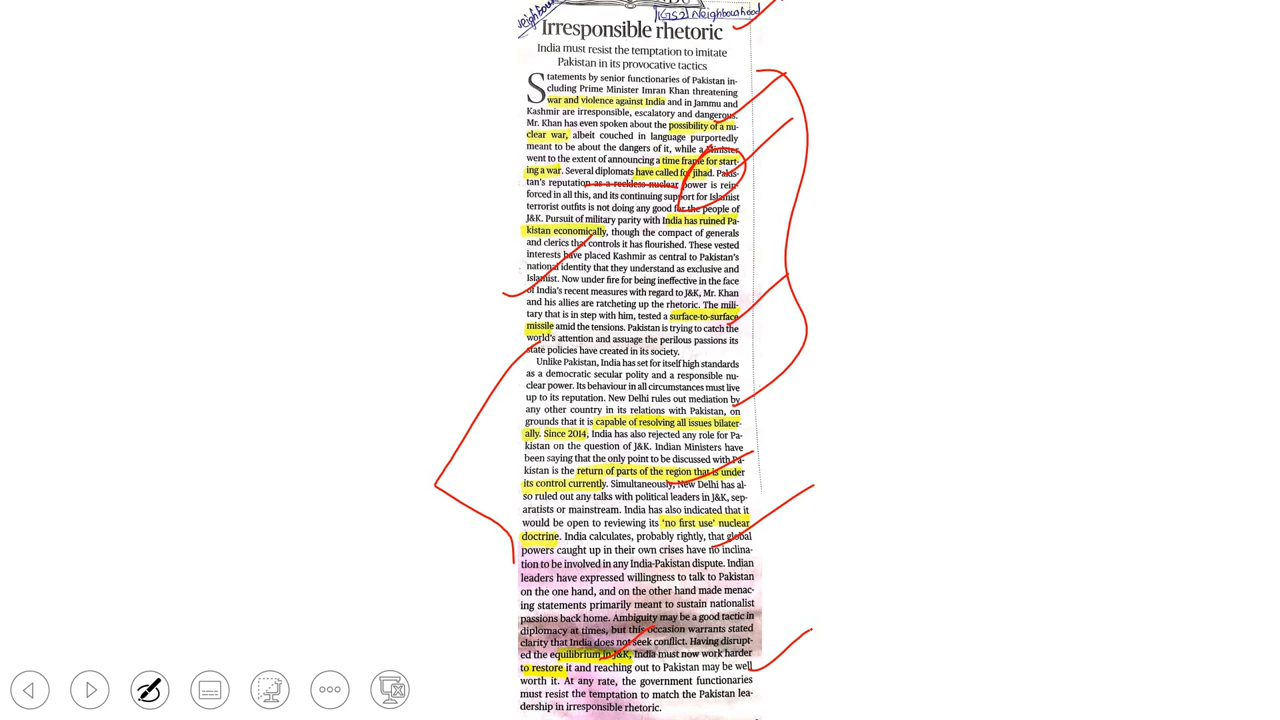 neighbour
GS2 Neighbourhood
Irresponsible rhetoric
India must resist the temptation to imitate
Pakistan in its provocative tactics
Statements by senior functionaries of Pakistan in-
cluding Prime Minister Imran Khan threatening
war and violence against India and in Jammu and
Kashmir are irresponsible, escalatory and dangerous.
Mr. Khan has even spoken about the possibility of a nu-
clear war, albeit couched in language purportedly
meant to be about the dangers of it, while a Minister
went to the extent of announcing a time frame for start-
ing a war. Several diplomats have called for jihad. Pakis-
tan's reputation as a reckless nuclear power is rein-
forced in all this, and its continuing support for Islamist
terrorist outfits is not doing any good for the people of
J&K. Pursuit of military parity with India has ruined Pa-
kistan economically, though the compact of generals
and clerics that controls it has flourished. These vested
interests have placed Kashmir as central to Pakistan's
national identity that they understand as exclusive and
Islamist. Now under fire for being ineffective in the face
of India's recent measures with regard to J&K, Mr. Khan
and his allies are ratcheting up the rhetoric. The mili-
tary that is in step with him, tested a surface-to-surface
missile amid the tensions. Pakistan is trying to catch the
world's attention and assuage the perilous passions its
state policies have created in its society.
Unlike Pakistan, India has set for itself high standards
as a democratic secular polity and a responsible nu-
clear power. Its behaviour in all circumstances must live
up to its reputation. New Delhi rules out mediation by
any other country in its relations with Pakistan, on
grounds that it is capable of resolving all issues bilater-
ally. Since 2014, India has also rejected any role for Pa-
kistan on the question of J&K. Indian Ministers have
been saying that the only point to be discussed with Pa-
kistan is the return of parts of the region that is under
its control currently. Simultaneously, New Delhi has al-
so ruled out any talks with political leaders in J&K, sep-
aratists or mainstream. India has also indicated that it
would be open to reviewing its 'no first use' nuclear
doctrine. India calculates, probably rightly, that global
powers caught up in their own crises have no inclina-
tion to be involved in any India-Pakistan dispute. Indian
leaders have expressed willingness to talk to Pakistan
on the one hand, and on the other hand made menac-
ing statements primarily meant to sustain nationalist
passions back home. Ambiguity may be a good tactic in
diplomacy at times, but this occasion warrants stated
clarity that India does not seek conflict. Having disrupt-
ed the equilibrium in J&K, India must now work harder
to restore it and reaching out to Pakistan may be well
worth it. At any rate, the government functionaries
must resist the temptation to match the Pakistan lea-
dership in irresponsible rhetoric.